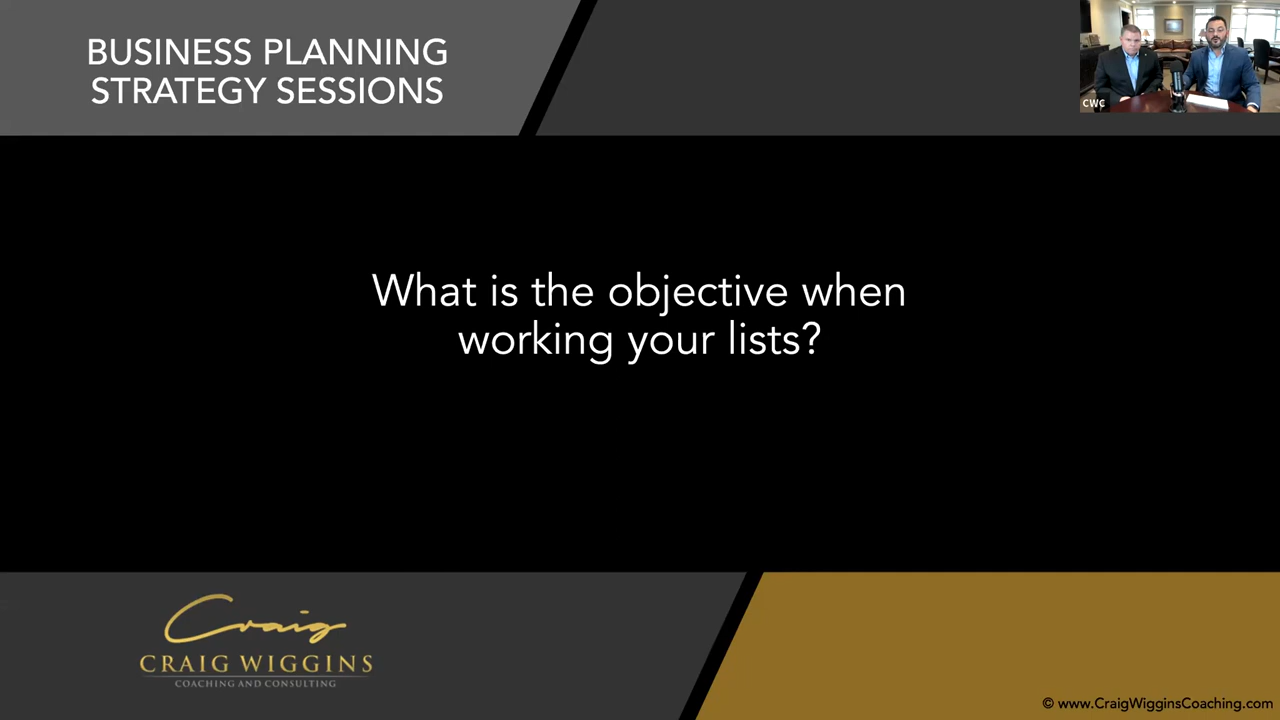 BUSINESS PLANNING
STRATEGY SESSIONS
CWC
What is the objective when
working your lists?
Craig
CRAIG WIGGINS
COACHING AND CONSULTING
© www.CraigWigginsCoaching.com